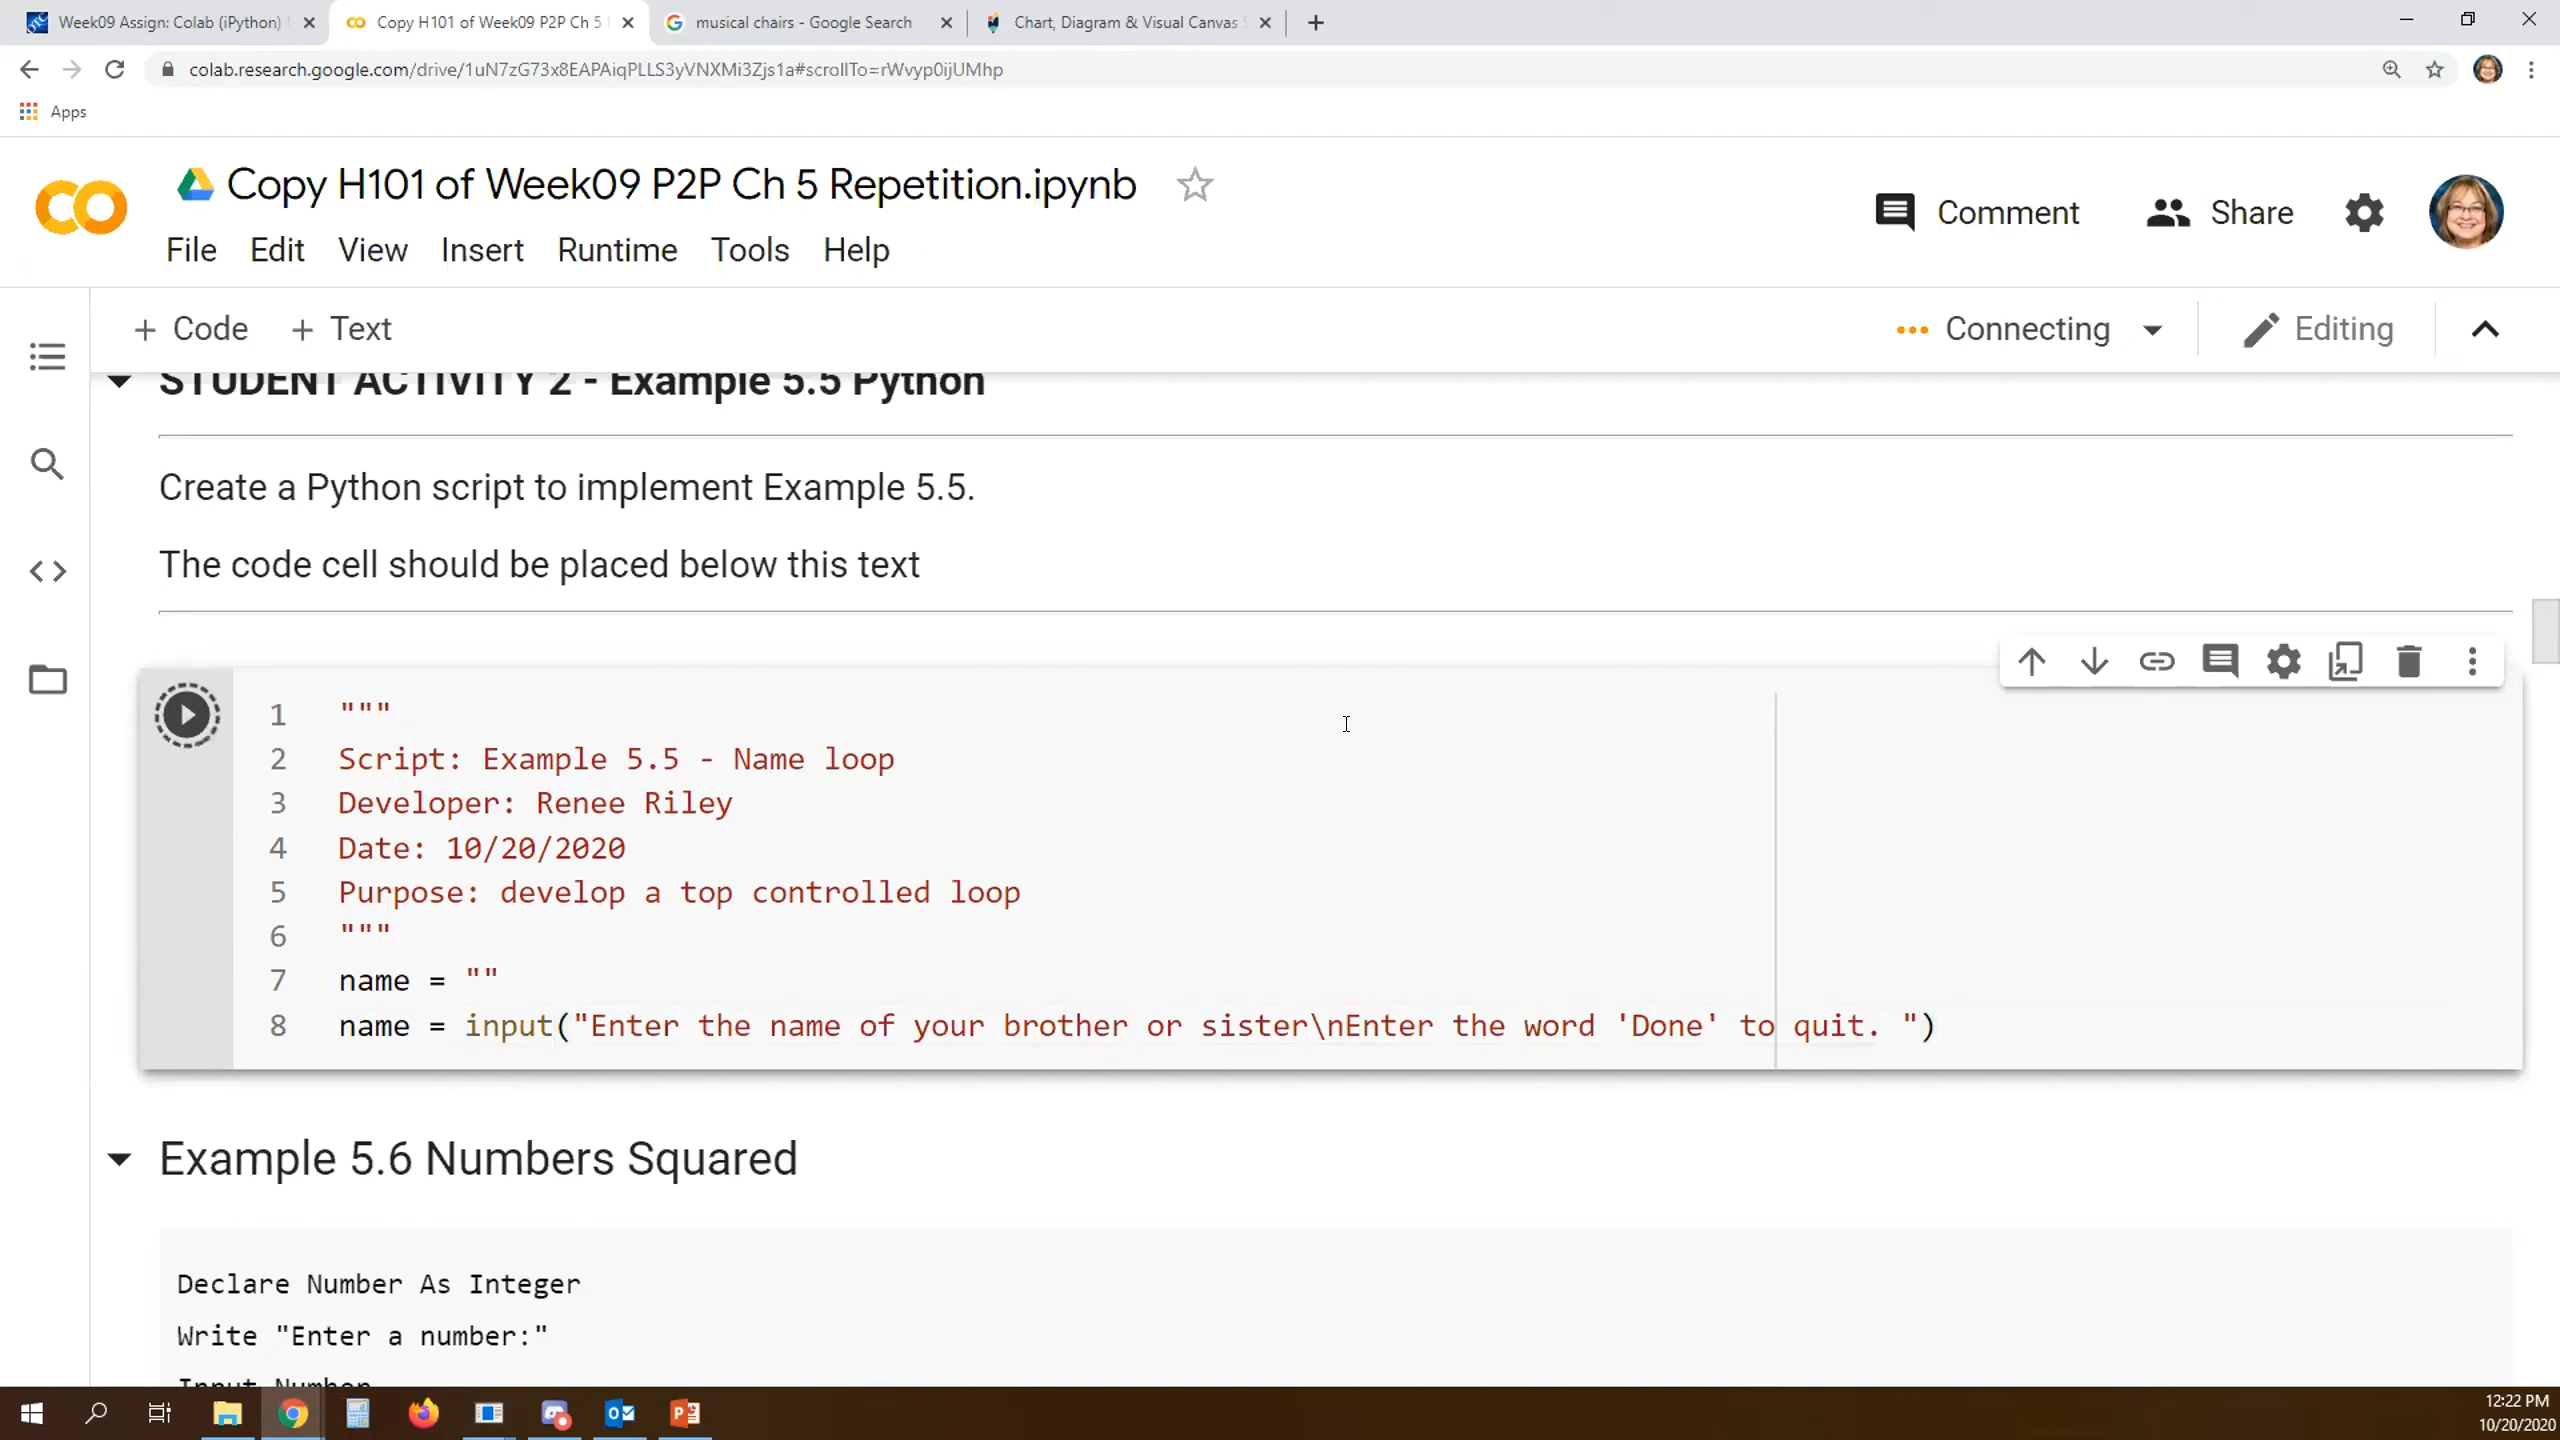 Week09 Assign: Colab (iPython)
Copy H101 of Week09 P2P Ch 5
musical chairs - Google Search
Chart, Diagram & Visual Canvas
colab.research.google.com/drive/1uN7zG73x8EAPAiqPLLS3yVNXMi3Zjs1a#scrollTo=rWvyp0ijUMhp
Apps
Copy H101 of Week09 P2P Ch 5 Repetition.ipynb
Comment
Share
File Edit View Insert Runtime Tools Help
+ Code + Text
Connecting
Editing
STUDENT ACTIVITY 2 - Example 5.5 Python
Create a Python script to implement Example 5.5.
The code cell should be placed below this text
1 """
2 Script: Example 5.5 - Name loop
3 Developer: Renee Riley
4 Date: 10/20/2020
5 Purpose: develop a top controlled loop
6 """
7 name = ""
8 name = input("Enter the name of your brother or sister\nEnter the word 'Done' to quit. ")
Example 5.6 Numbers Squared
Declare Number As Integer
Write "Enter a number:"
Input Number
12:22 PM
10/20/2020